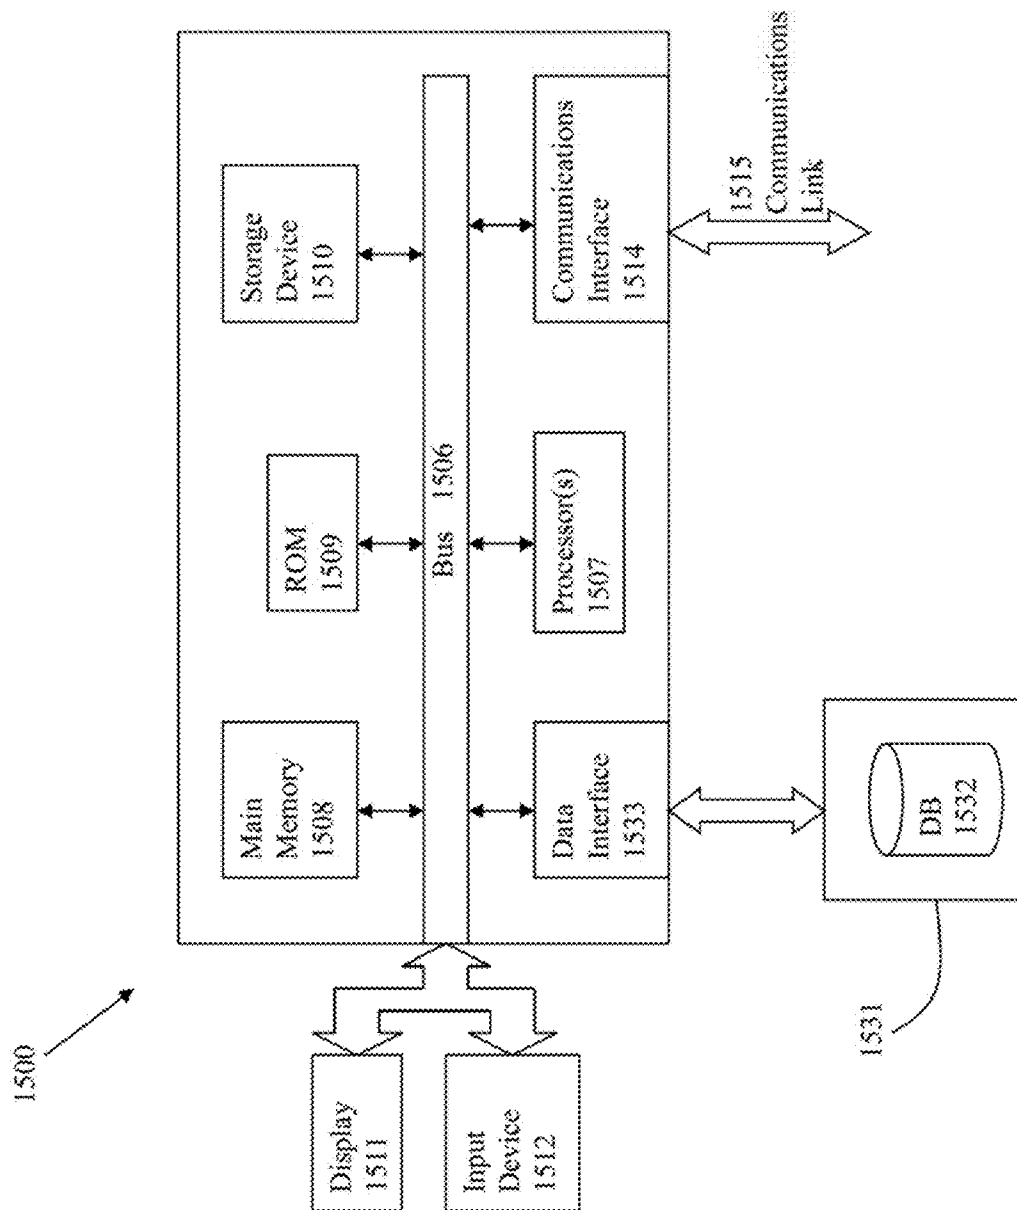 1500
Main
Memory
1508
ROM
1509
Storage
Device
1510
Display
1511
Bus 1506
Input
Device
1512
Data
Interface
1533
Processor(s)
1507
Communications
Interface
1514
1515
Communications
Link
DB
1532
1531